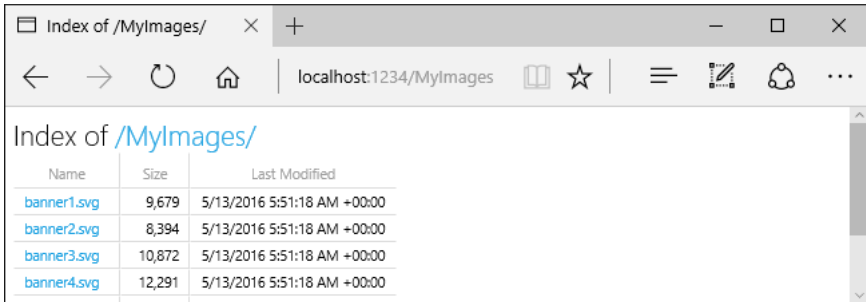 Index of /MyImages/
localhost:1234/MyImages
Index of /MyImages/
Name Size Last Modified
banner1.svg 9,679 5/13/2016 5:51:18 AM +00:00
banner2.svg 8,394 5/13/2016 5:51:18 AM +00:00
banner3.svg 10,872 5/13/2016 5:51:18 AM +00:00
banner4.svg 12,291 5/13/2016 5:51:18 AM +00:00